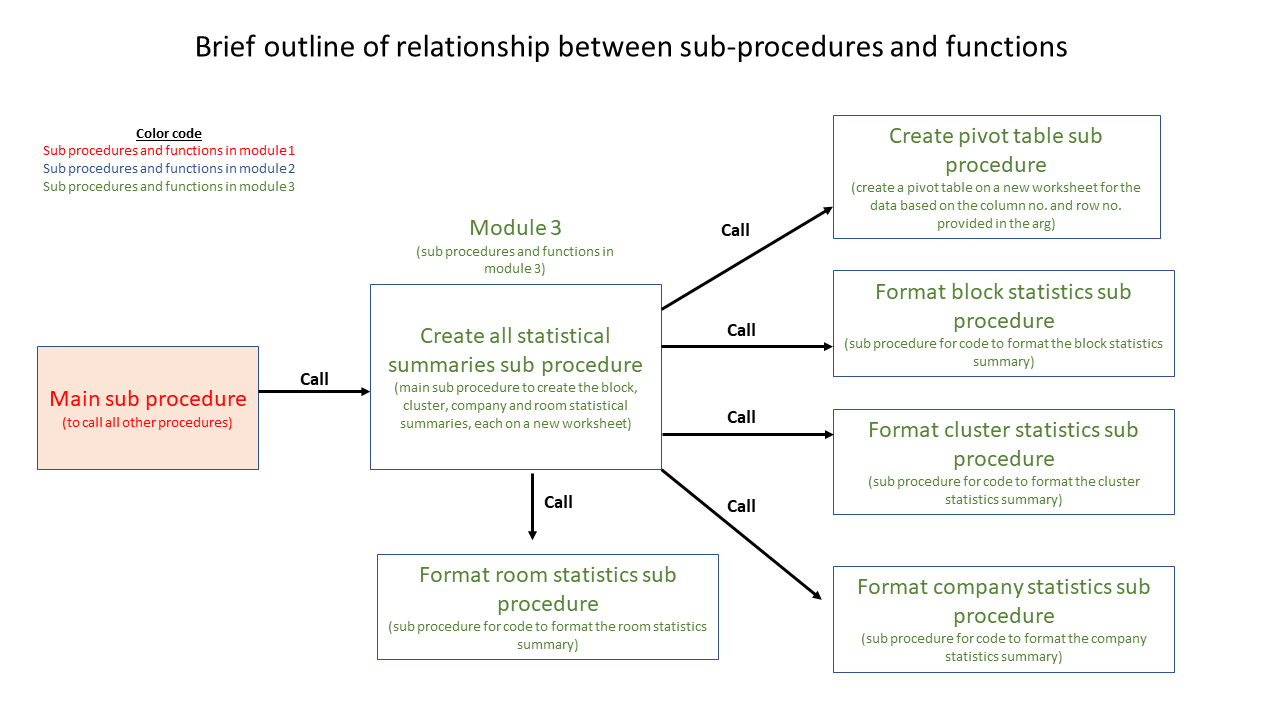 Brief outline of relationship between sub-procedures and functions
Color code
Sub procedures and functions in module 1
Sub procedures and functions in module 2
Sub procedures and functions in module 3
Main sub procedure
(to call all other procedures)
Call
Module 3
(sub procedures and functions in
module 3)
Create all statistical
summaries sub procedure
(main sub procedure to create the block,
cluster, company and room statistical
summaries, each on a new worksheet)
Call
Create pivot table sub
procedure
(create a pivot table on a new worksheet for the
data based on the column no. and row no.
provided in the arg)
Call
Format block statistics sub
procedure
(sub procedure for code to format the block statistics
summary)
Call
Format cluster statistics sub
procedure
(sub procedure for code to format the cluster
statistics summary)
Call
Format company statistics sub
procedure
(sub procedure for code to format the company
statistics summary)
Call
Format room statistics sub
procedure
(sub procedure for code to format the room statistics
summary)